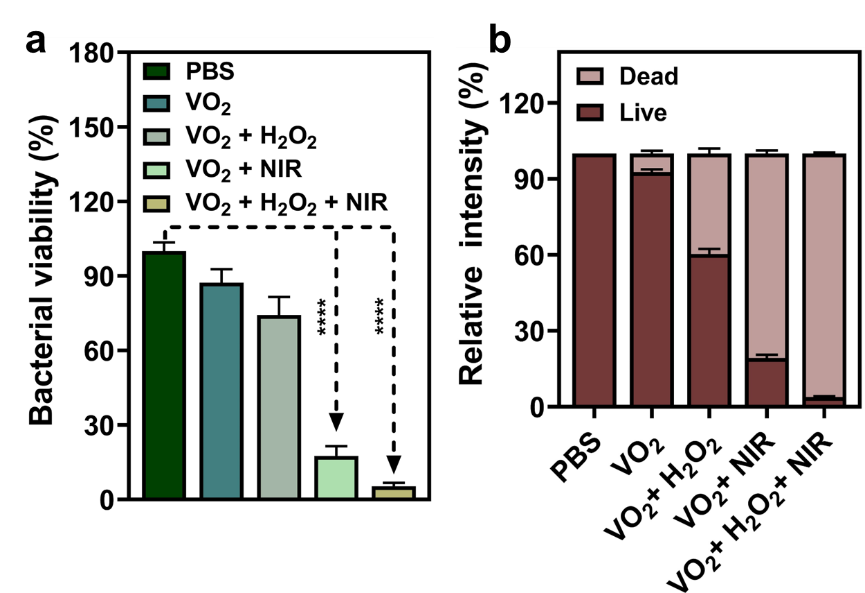 a
180
150
120
90
60
30
0
Bacterial viability (%)
PBS
VO₂
VO₂ + H₂O₂
VO₂ + NIR
VO₂ + H₂O₂ + NIR
****
****
b
120
90
60
30
0
Relative intensity (%)
Dead
Live
PBS
VO₂
VO₂+ H₂O₂
VO₂+ NIR
VO₂+ H₂O₂+ NIR